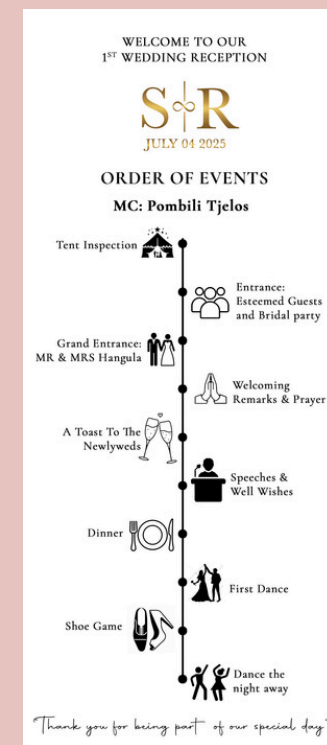 WELCOME TO OUR
1ST WEDDING RECEPTION
S & R
JULY 04 2025
ORDER OF EVENTS
MC: Pombili Tjelos
Tent Inspection
Entrance:
Esteemed Guests
and Bridal party
Grand Entrance:
MR & MRS Hangula
Welcoming
Remarks & Prayer
A Toast To The
Newlyweds
Speeches &
Well Wishes
Dinner
First Dance
Shoe Game
Dance the
night away
"Thank you for being part of our special day"